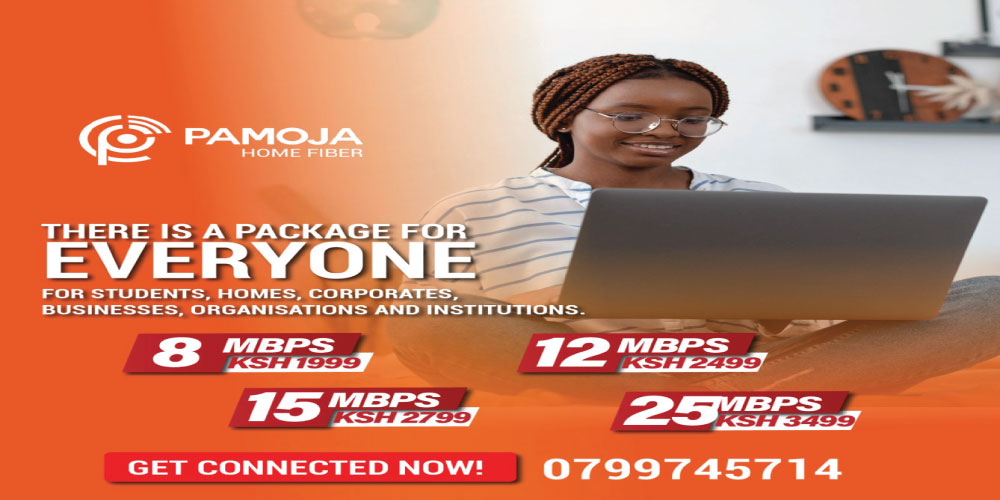 PAMOJA
HOME FIBER
THERE IS A PACKAGE FOR
EVERYONE
FOR STUDENTS, HOMES, CORPORATES,
BUSINESSES, ORGANISATIONS AND INSTITUTIONS.
8 MBPS
KSH 1999
12 MBPS
KSH 2499
15 MBPS
KSH 2799
25 MBPS
KSH 3499
GET CONNECTED NOW! 0799745714